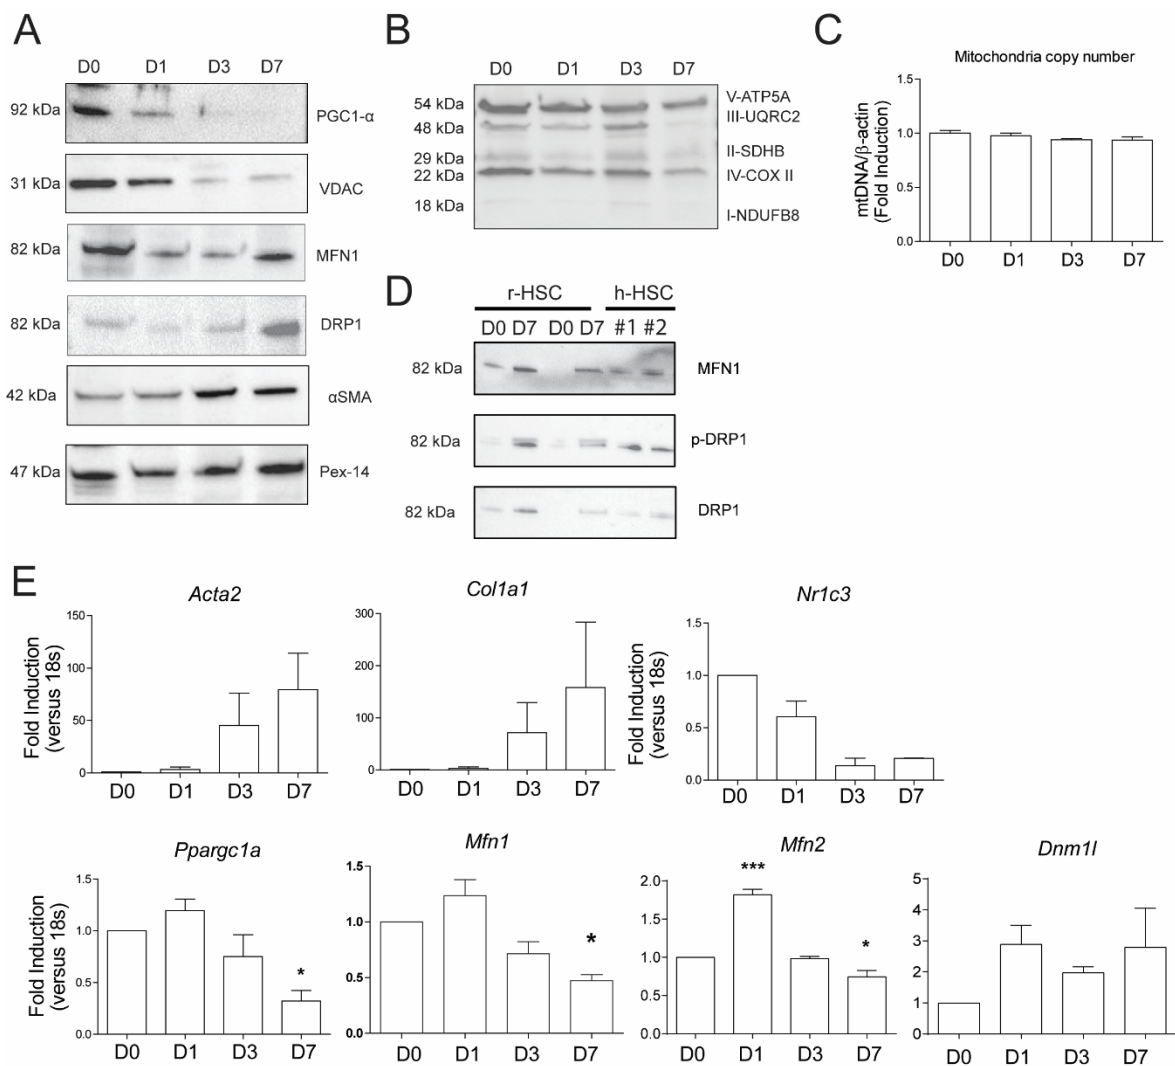 A
D0 D1 D3 D7
92 kDa PGC1-α
31 kDa VDAC
82 kDa MFN1
82 kDa DRP1
42 kDa αSMA
47 kDa Pex-14
B
D0 D1 D3 D7
54 kDa V-ATP5A
48 kDa III-UQRC2
29 kDa II-SDHB
22 kDa IV-COX II
18 kDa I-NDUFB8
C
Mitochondria copy number
mtDNA/β-actin
(Fold Induction)
1.5
1.0
0.5
0.0
D0 D1 D3 D7
D
r-HSC h-HSC
D0 D7 D0 D7 #1 #2
82 kDa MFN1
82 kDa p-DRP1
82 kDa DRP1
E
Acta2
Fold Induction
(versus 18s)
150
100
50
0
D0 D1 D3 D7
Col1a1
300
200
100
0
D0 D1 D3 D7
Nr1c3
Fold Induction
(versus 18s)
1.5
1.0
0.5
0.0
D0 D1 D3 D7
Ppargc1a
Fold Induction
(versus 18s)
1.5
1.0
0.5
0.0
*
D0 D1 D3 D7
Mfn1
1.5
1.0
0.5
0.0
*
D0 D1 D3 D7
Mfn2
2.0
1.5
1.0
0.5
0.0
*** *
D0 D1 D3 D7
Dnm1l
5
4
3
2
1
0
D0 D1 D3 D7